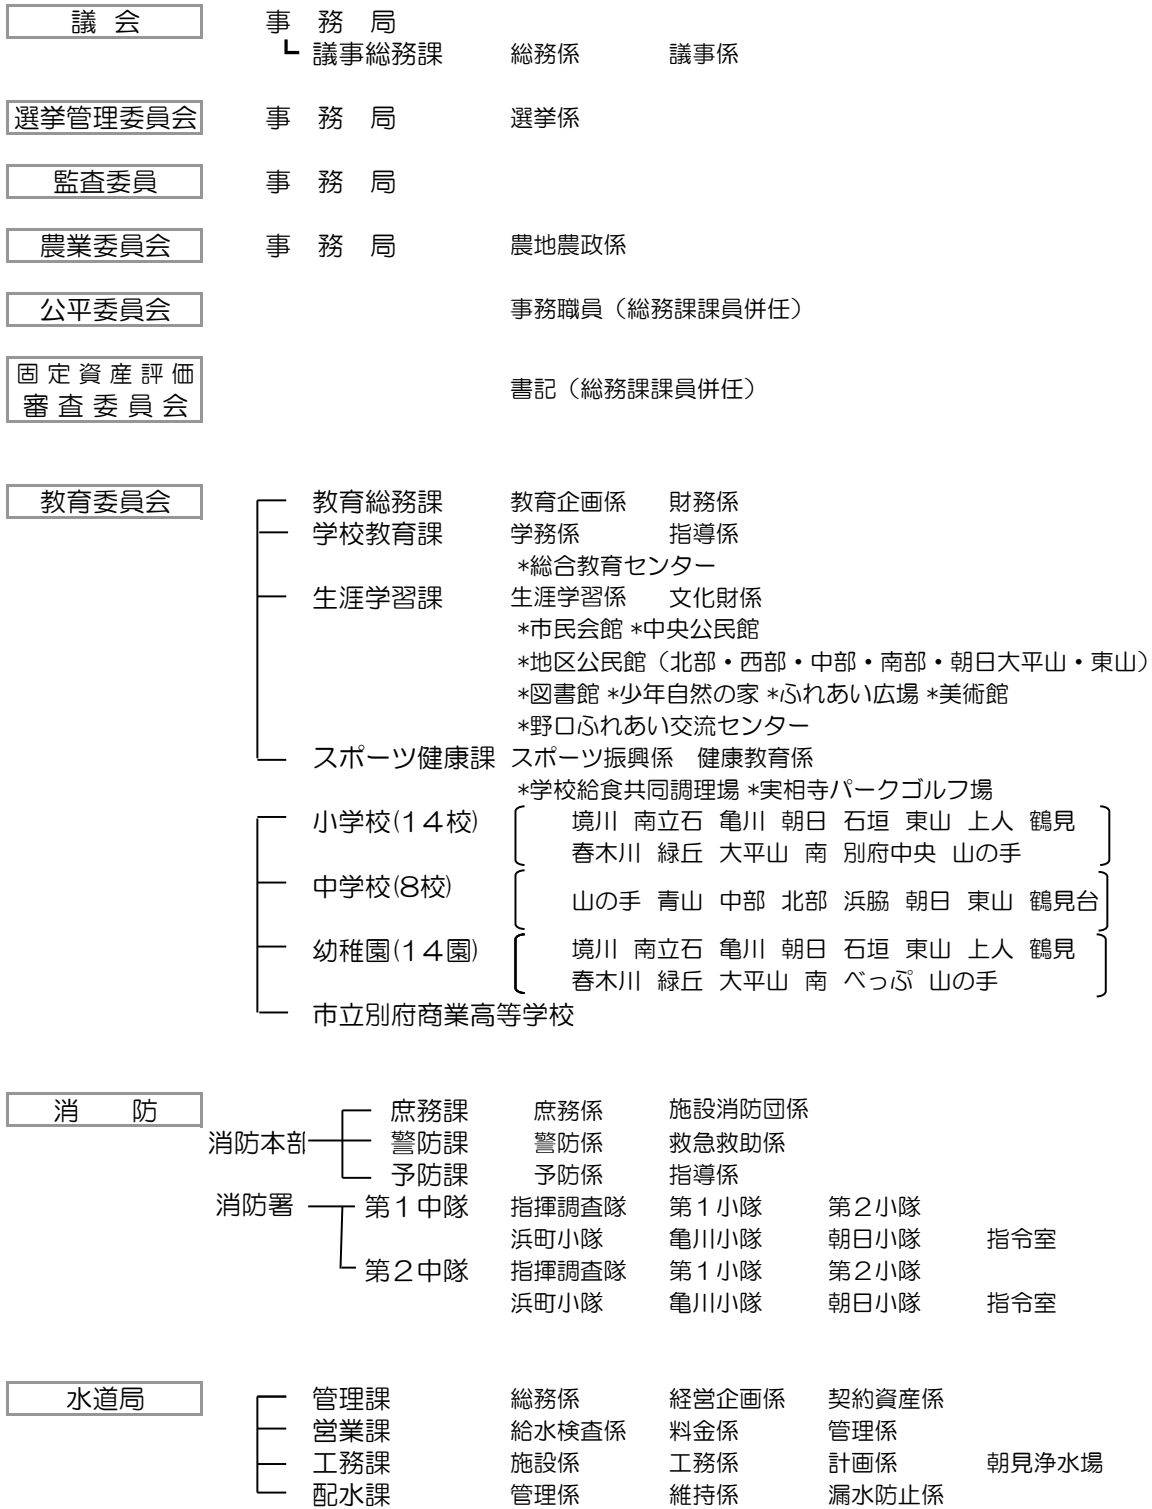 議 会 事 務 局
議事総務課 総務係 議事係
選挙管理委員会 事 務 局 選挙係
監査委員 事 務 局
農業委員会 事 務 局 農地農政係
公平委員会 事務職員（総務課課員併任）
固定資産評価
審査委員会 書記（総務課課員併任）
教育委員会 教育総務課 教育企画係 財務係
学校教育課 学務係 指導係
*総合教育センター
生涯学習課 生涯学習係 文化財係
*市民会館 *中央公民館
*地区公民館（北部・西部・中部・南部・朝日大平山・東山）
*図書館 *少年自然の家 *ふれあい広場 *美術館
*野口ふれあい交流センター
スポーツ健康課 スポーツ振興係 健康教育係
*学校給食共同調理場 *実相寺パークゴルフ場
小学校(１４校) 境川 南立石 亀川 朝日 石垣 東山 上人 鶴見
春木川 緑丘 大平山 南 別府中央 山の手
中学校(８校) 山の手 青山 中部 北部 浜脇 朝日 東山 鶴見台
幼稚園(１４園) 境川 南立石 亀川 朝日 石垣 東山 上人 鶴見
春木川 緑丘 大平山 南 べっぷ 山の手
市立別府商業高等学校
消 防 庶務課 庶務係 施設消防団係
消防本部 警防課 警防係 救急救助係
予防課 予防係 指導係
消防署 第１中隊 指揮調査隊 第１小隊 第２小隊
浜町小隊 亀川小隊 朝日小隊 指令室
第２中隊 指揮調査隊 第１小隊 第２小隊
浜町小隊 亀川小隊 朝日小隊 指令室
水道局 管理課 総務係 経営企画係 契約資産係
営業課 給水検査係 料金係 管理係
工務課 施設係 工務係 計画係 朝見浄水場
配水課 管理係 維持係 漏水防止係